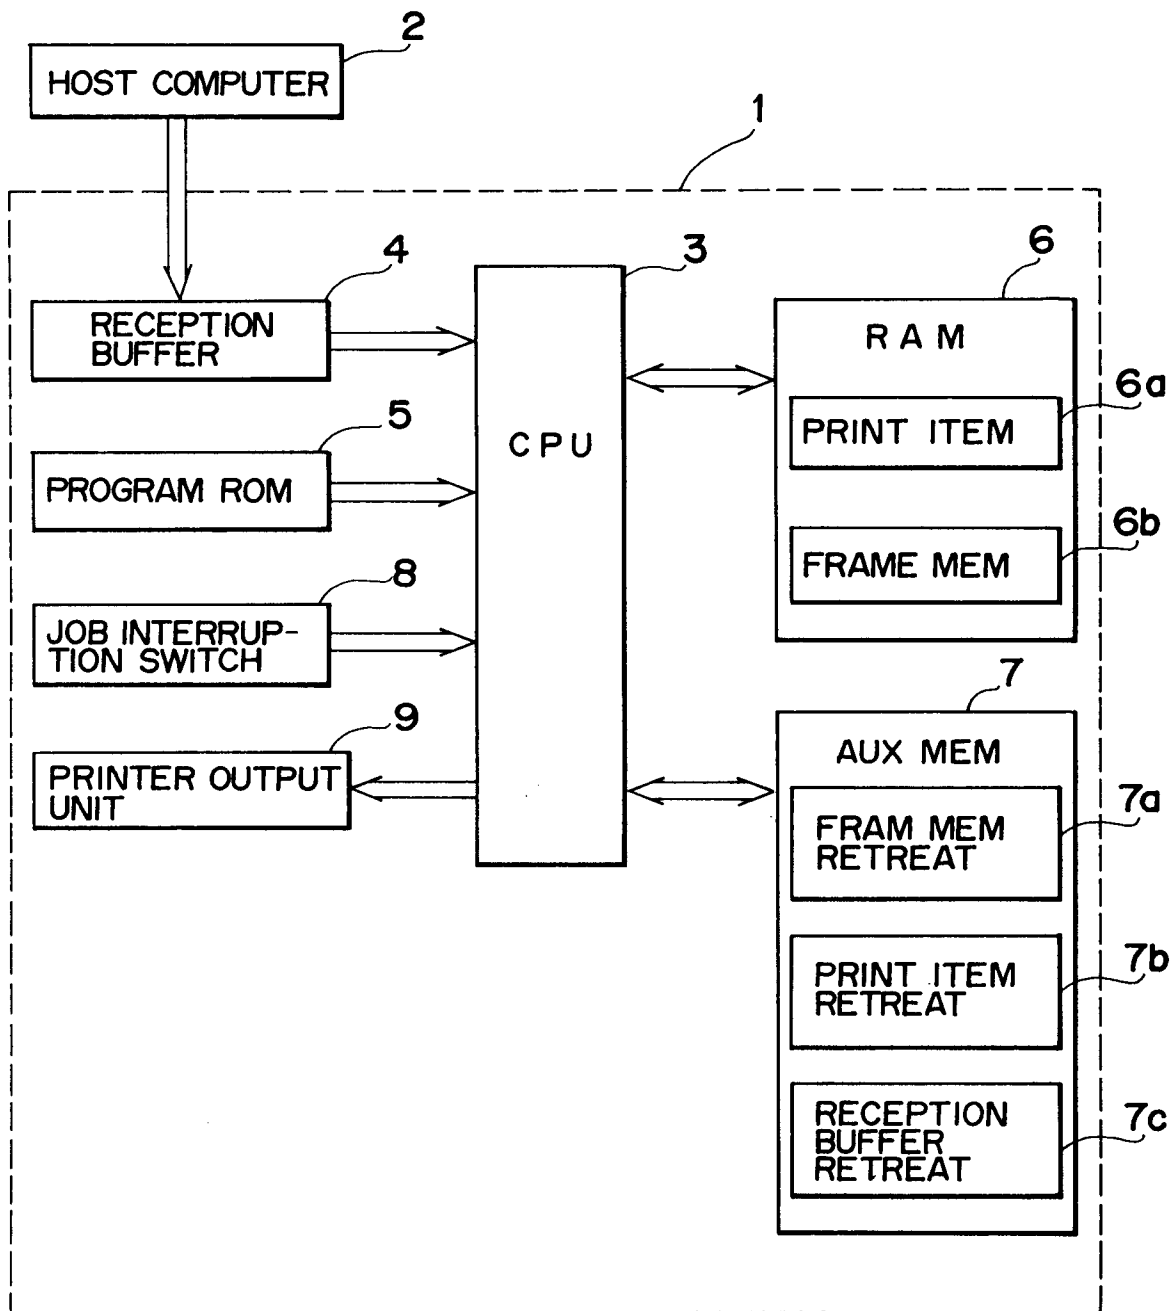 2
HOST COMPUTER
1
4
RECEPTION
BUFFER
3
CPU
6
RAM
6a
PRINT ITEM
5
PROGRAM ROM
6b
FRAME MEM
8
JOB INTERRUP-
TION SWITCH
7
AUX MEM
9
PRINTER OUTPUT
UNIT
7a
FRAM MEM
RETREAT
7b
PRINT ITEM
RETREAT
7c
RECEPTION
BUFFER
RETREAT